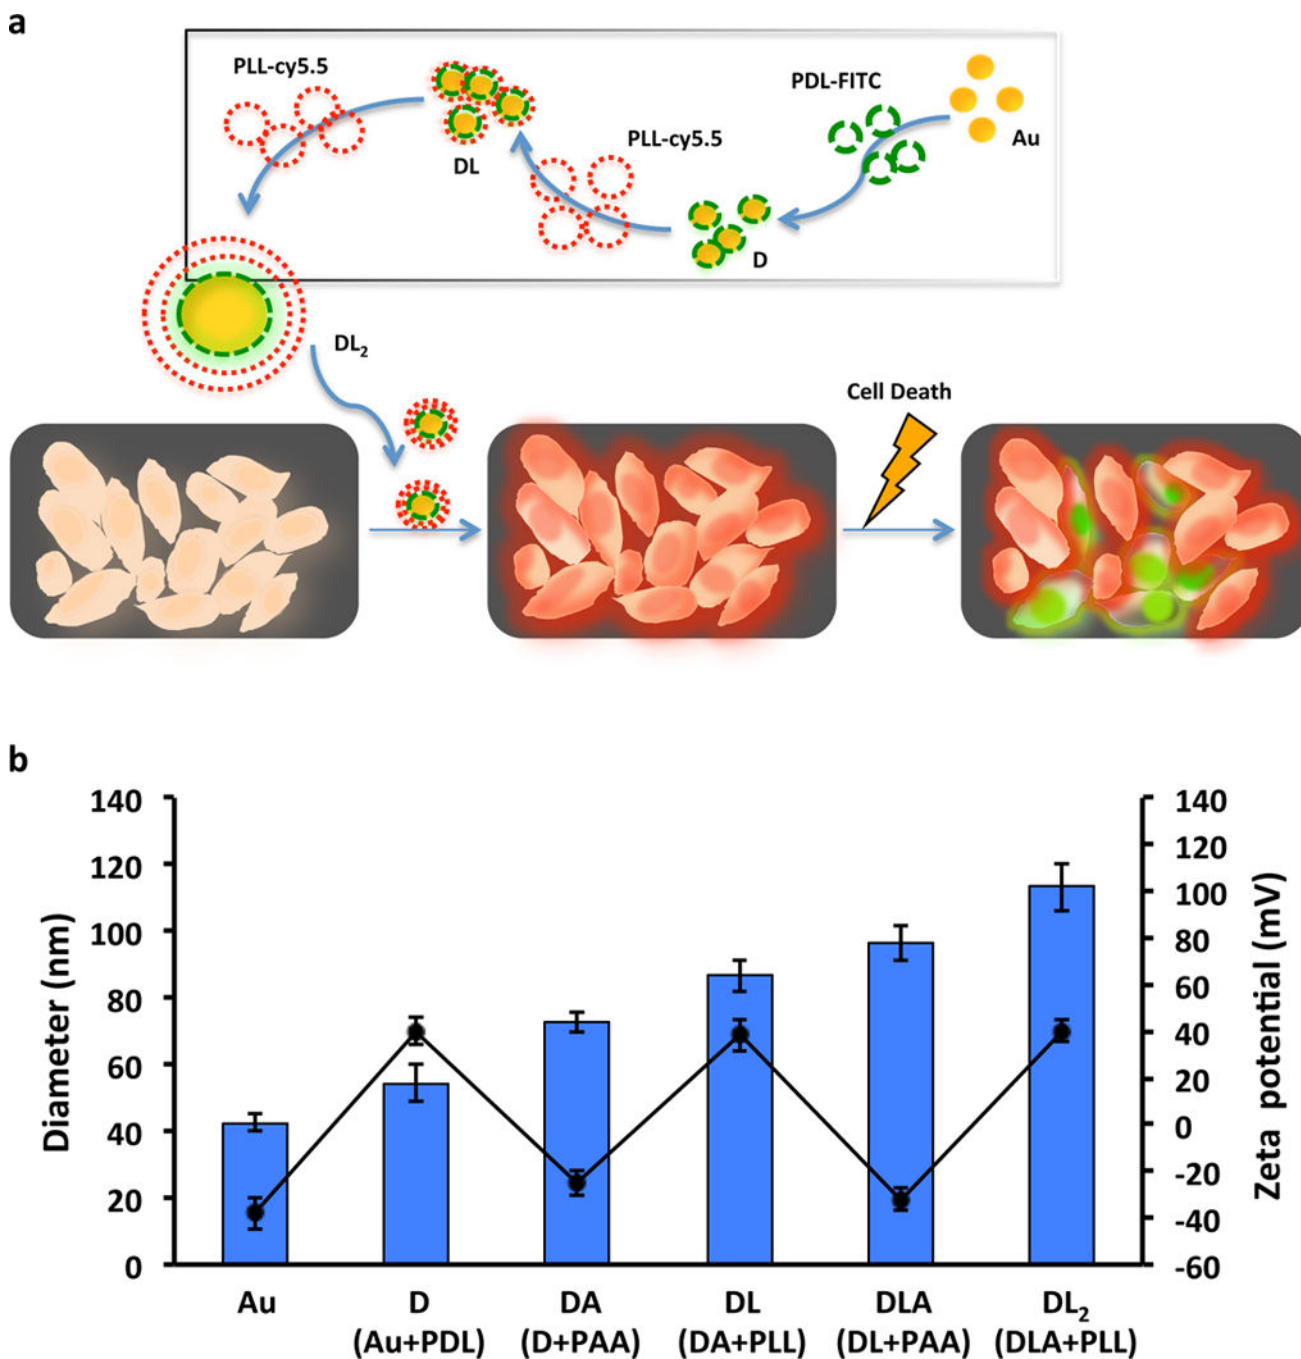 a
PLL-cy5.5
PDL-FITC
Au
PLL-cy5.5
DL
D
DL₂
Cell Death
b
140
120
100
80
60
40
20
0
Diameter (nm)
140
120
100
80
60
40
20
0
-20
-40
-60
Zeta potential (mV)
Au D DA DL DLA DL₂
(Au+PDL) (D+PAA) (DA+PLL) (DL+PAA) (DLA+PLL)